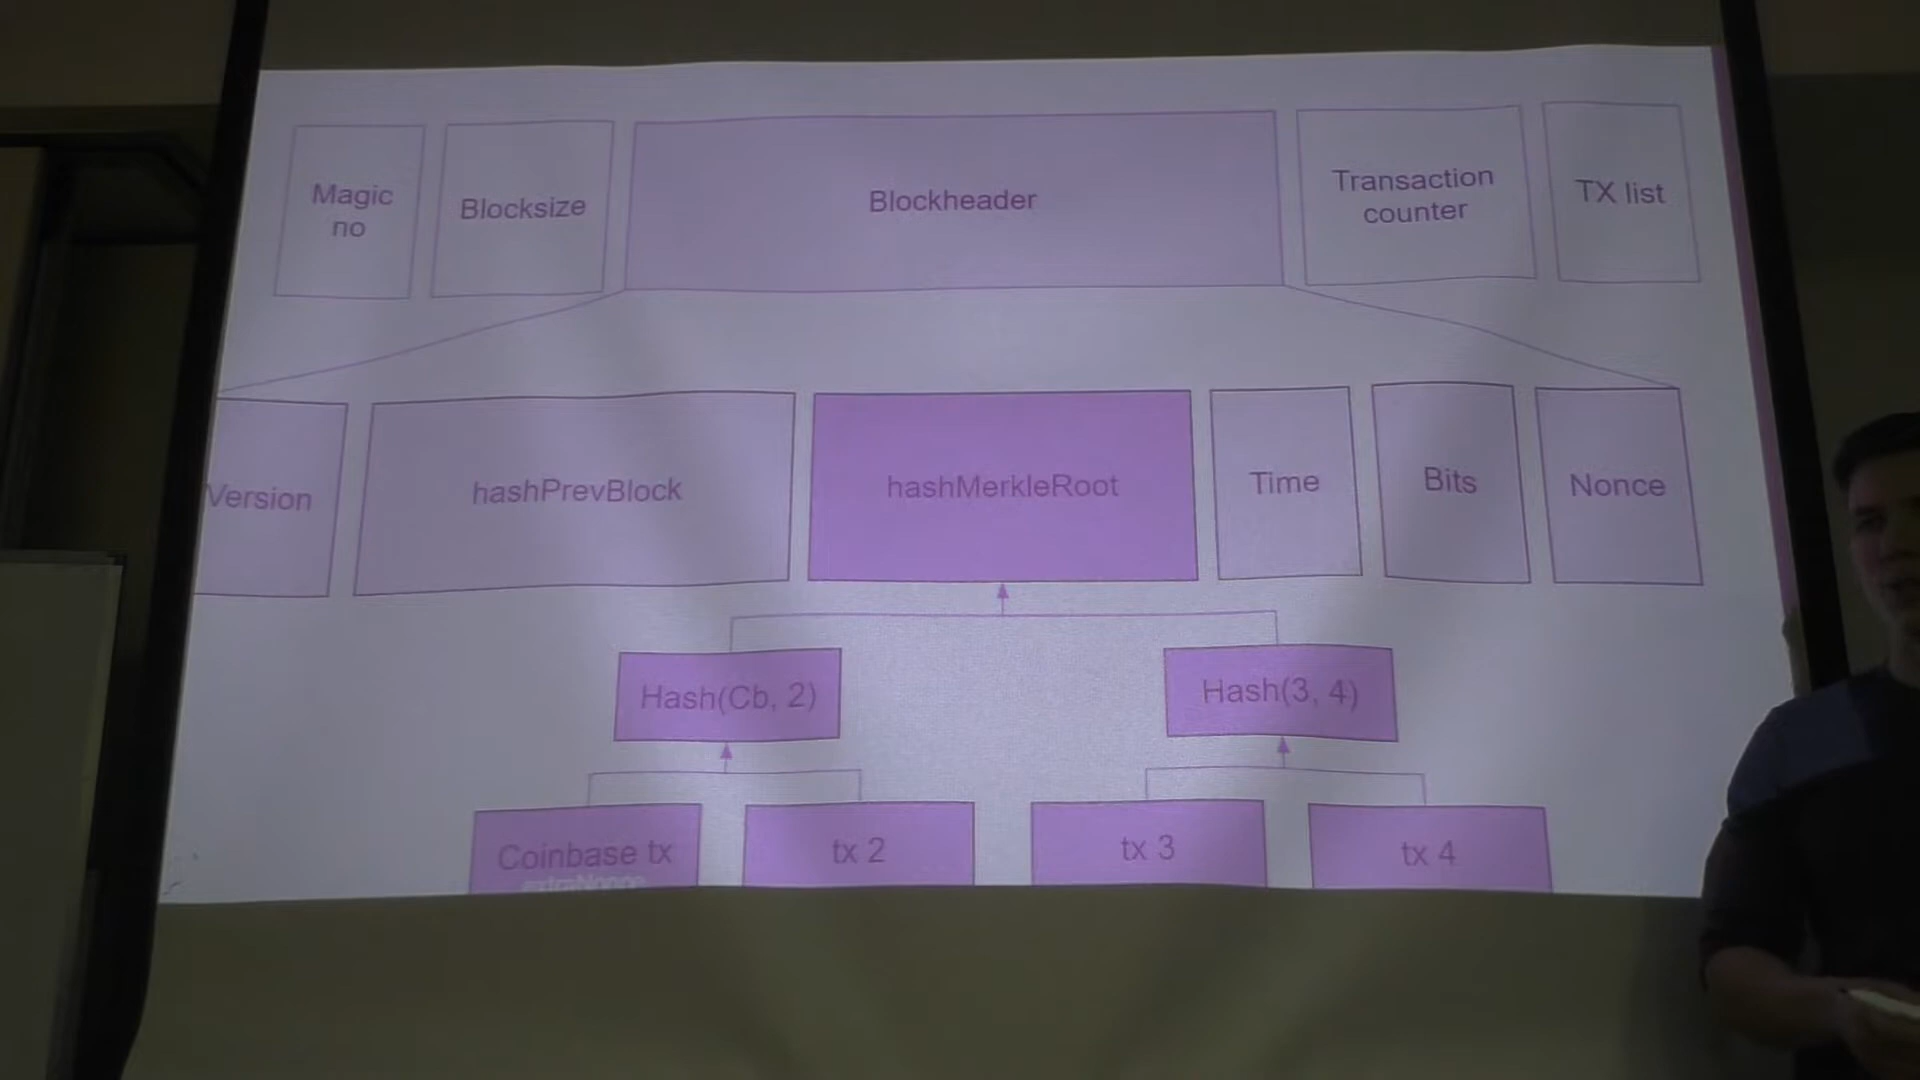 Magic
no
Blocksize
Blockheader
Transaction
counter
TX list
Version
hashPrevBlock
hashMerkleRoot
Time
Bits
Nonce
Hash(Cb, 2)
Hash(3, 4)
Coinbase tx
extraNonce
tx 2
tx 3
tx 4